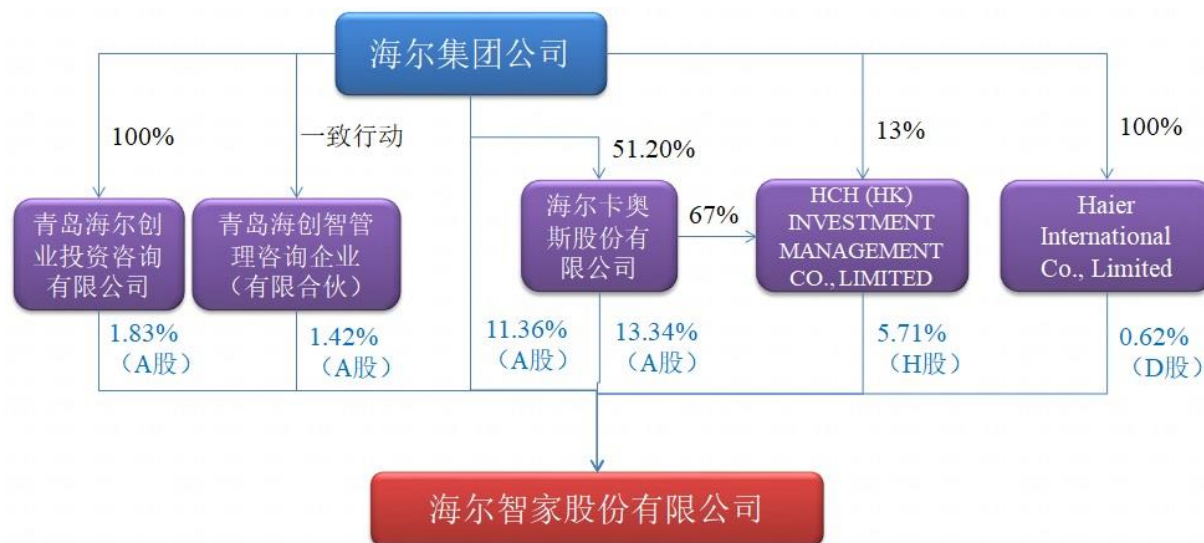 海尔集团公司
100%
一致行动
51.20%
13%
100%
青岛海尔创
业投资咨询
有限公司
青岛海创智管
理咨询企业
（有限合伙）
海尔卡奥
斯股份有
限公司
67%
HCH (HK)
INVESTMENT
MANAGEMENT
CO., LIMITED
Haier
International
Co., Limited
1.83%
（A股）
1.42%
（A股）
11.36%
（A股）
13.34%
（A股）
5.71%
（H股）
0.62%
（D股）
海尔智家股份有限公司